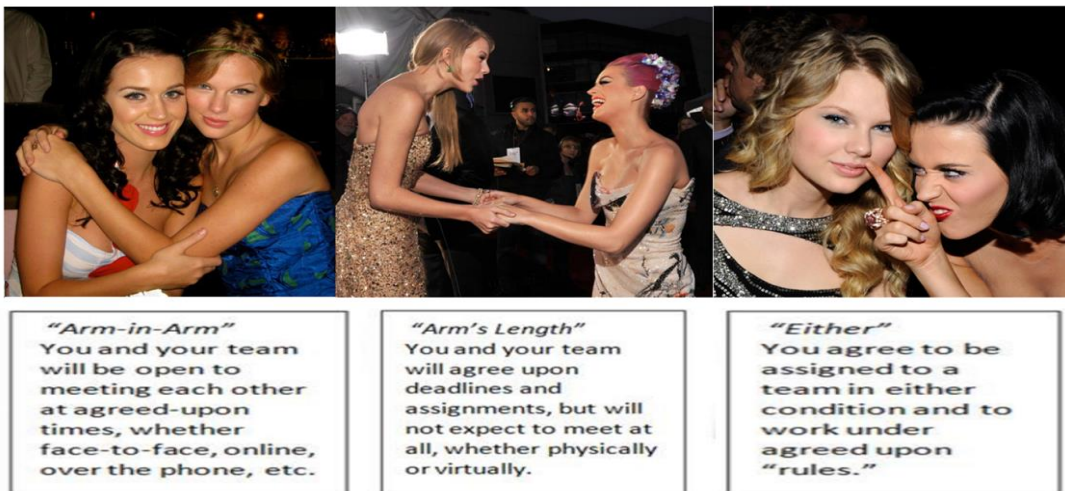 “Arm-in-Arm”
You and your team
will be open to
meeting each other
at agreed-upon
times, whether
face-to-face, online,
over the phone, etc.
“Arm’s Length”
You and your team
will agree upon
deadlines and
assignments, but will
not expect to meet at
all, whether physically
or virtually.
“Either”
You agree to be
assigned to a
team in either
condition and to
work under
agreed upon
“rules.”